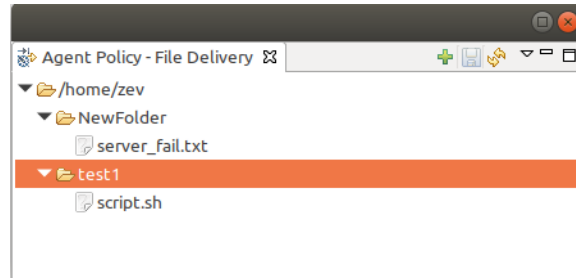 Agent Policy - File Delivery
/home/zev
NewFolder
server_fail.txt
test1
script.sh